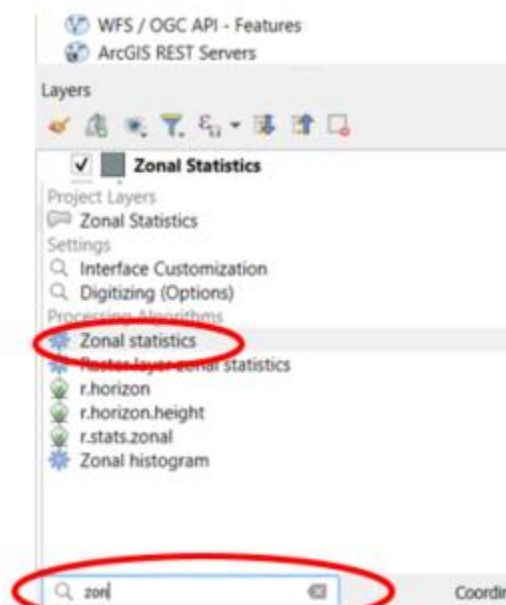 WFS / OGC API - Features
ArcGIS REST Servers
Layers
Zonal Statistics
Project Layers
Zonal Statistics
Settings
Interface Customization
Digitizing (Options)
Processing Algorithms
Zonal statistics
Raster layer zonal statistics
r.horizon
r.horizon.height
r.stats.zonal
Zonal histogram
zon